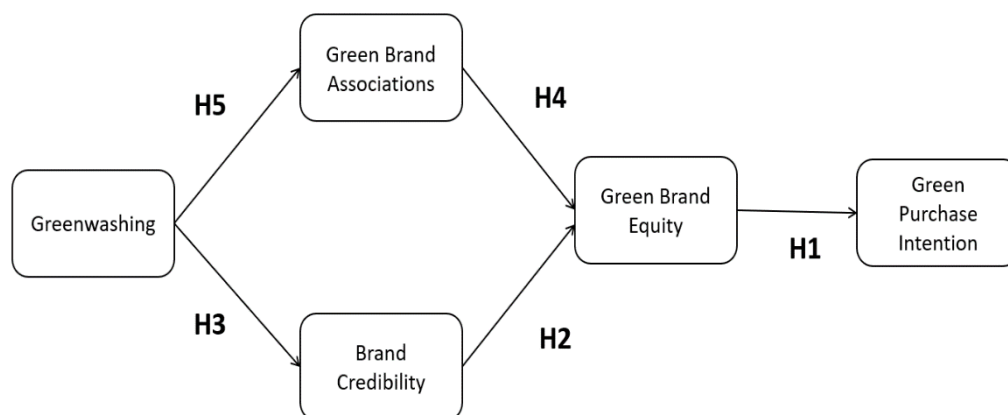 Green Brand
Associations
H5
H4
Greenwashing
Green Brand
Equity
Green
Purchase
Intention
H1
H3
H2
Brand
Credibility